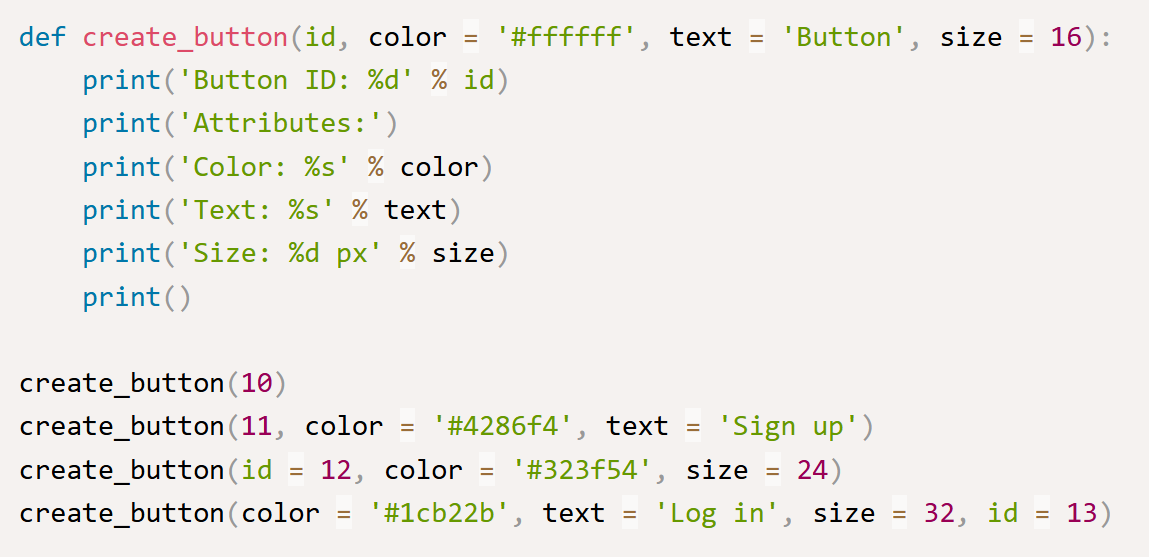 def create_button(id, color = '#ffffff', text = 'Button', size = 16):
    print('Button ID: %d' % id)
    print('Attributes:')
    print('Color: %s' % color)
    print('Text: %s' % text)
    print('Size: %d px' % size)
    print()

create_button(10)
create_button(11, color = '#4286f4', text = 'Sign up')
create_button(id = 12, color = '#323f54', size = 24)
create_button(color = '#1cb22b', text = 'Log in', size = 32, id = 13)